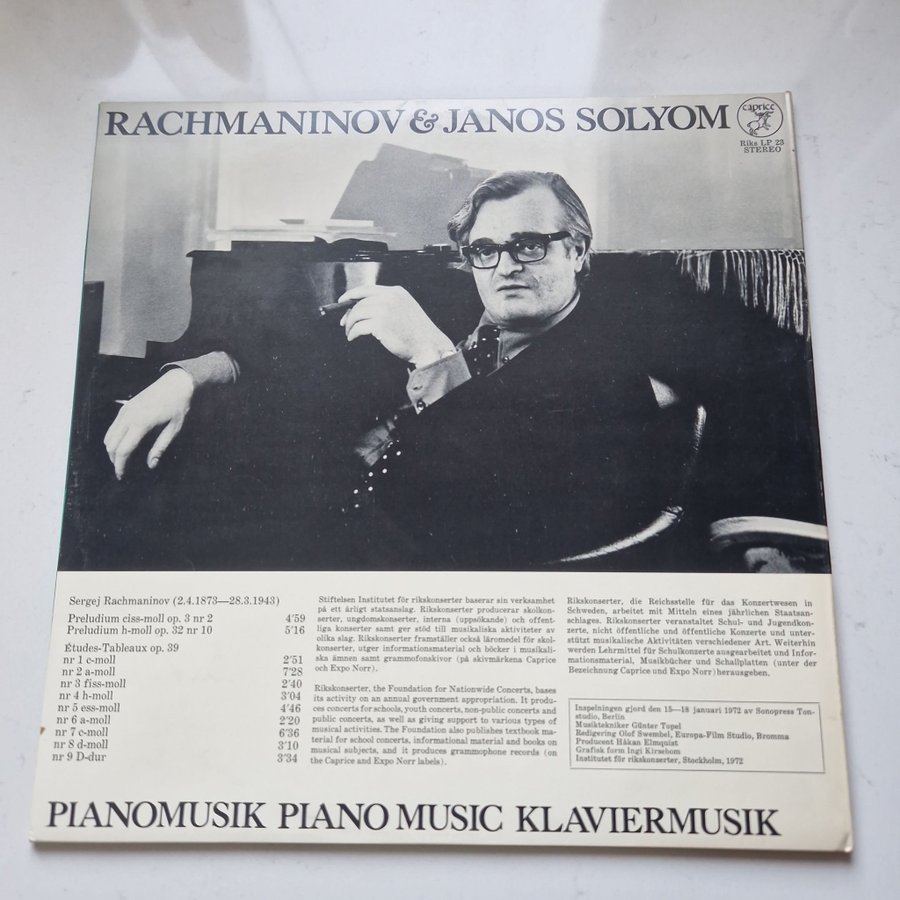 RACHMANINOV & JANOS SOLYOM
caprice
Riks LP 23
STEREO
Sergej Rachmaninov (2.4.1873—28.3.1943)
Preludium ciss-moll op. 3 nr 2 4'59
Preludium h-moll op. 32 nr 10 5'16
Études-Tableaux op. 39
nr 1 c-moll 2'51
nr 2 a-moll 7'28
nr 3 fiss-moll 2'40
nr 4 h-moll 3'04
nr 5 ess-moll 4'46
nr 6 a-moll 2'20
nr 7 c-moll 6'36
nr 8 d-moll 3'10
nr 9 D-dur 3'34
Stiftelsen Institutet för rikskonserter baserar sin verksamhet
på ett årligt statsanslag. Rikskonserter producerar skolkon-
serter, ungdomskonserter, interna (uppsökande) och offent-
liga konserter samt ger stöd till musikaliska aktiviteter av
olika slag. Rikskonserter framställer också läromedel för skol-
konserter, utger informationsmaterial och böcker i musikali-
ska ämnen samt grammofonskivor (på skivmärkena Caprice
och Expo Norr).
Rikskonserter, the Foundation for Nationwide Concerts, bases
its activity on an annual government appropriation. It produ-
ces concerts for schools, youth concerts, non-public concerts and
public concerts, as well as giving support to various types of
musical activities. The Foundation also publishes textbook ma-
terial for school concerts, informational material and books on
musical subjects, and it produces grammophone records (on
the Caprice and Expo Norr labels).
Rikskonserter, die Reichsstelle für das Konzertwesen in
Schweden, arbeitet mit Mitteln eines jährlichen Staatsan-
schlages. Rikskonserter veranstaltet Schul- und Jugendkon-
zerte, nicht öffentliche und öffentliche Konzerte und unter-
stützt musikalische Aktivitäten verschiedener Art. Weiterhin
werden Lehrmittel für Schulkonzerte ausgearbeitet und Infor-
mationsmaterial, Musikbücher und Schallplatten (unter der
Bezeichnung Caprice und Expo Norr) herausgeben.
Inspelningen gjord den 15—18 januari 1972 av Sonopress Ton-
studio, Berlin
Musiktekniker Günter Topel
Redigering Olof Swembel, Europa-Film Studio, Bromma
Producent Håkan Elmquist
Grafisk form Ingi Kirsebom
Institutet för rikskonserter, Stockholm, 1972
PIANOMUSIK PIANO MUSIC KLAVIERMUSIK